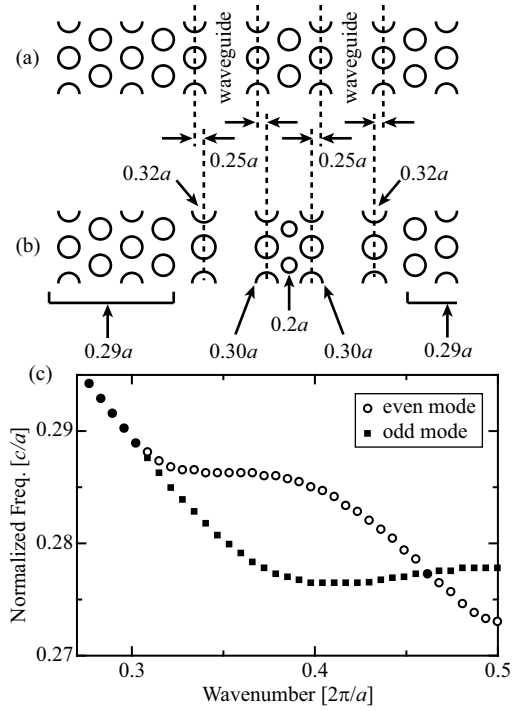 (a)
waveguide
waveguide
0.25a 0.25a
0.32a 0.32a
(b)
0.2a
0.29a 0.30a 0.30a 0.29a
(c)
Normalized Freq. [c/a]
0.29
0.28
0.27
even mode
odd mode
0.3 0.4 0.5
Wavenumber [2π/a]